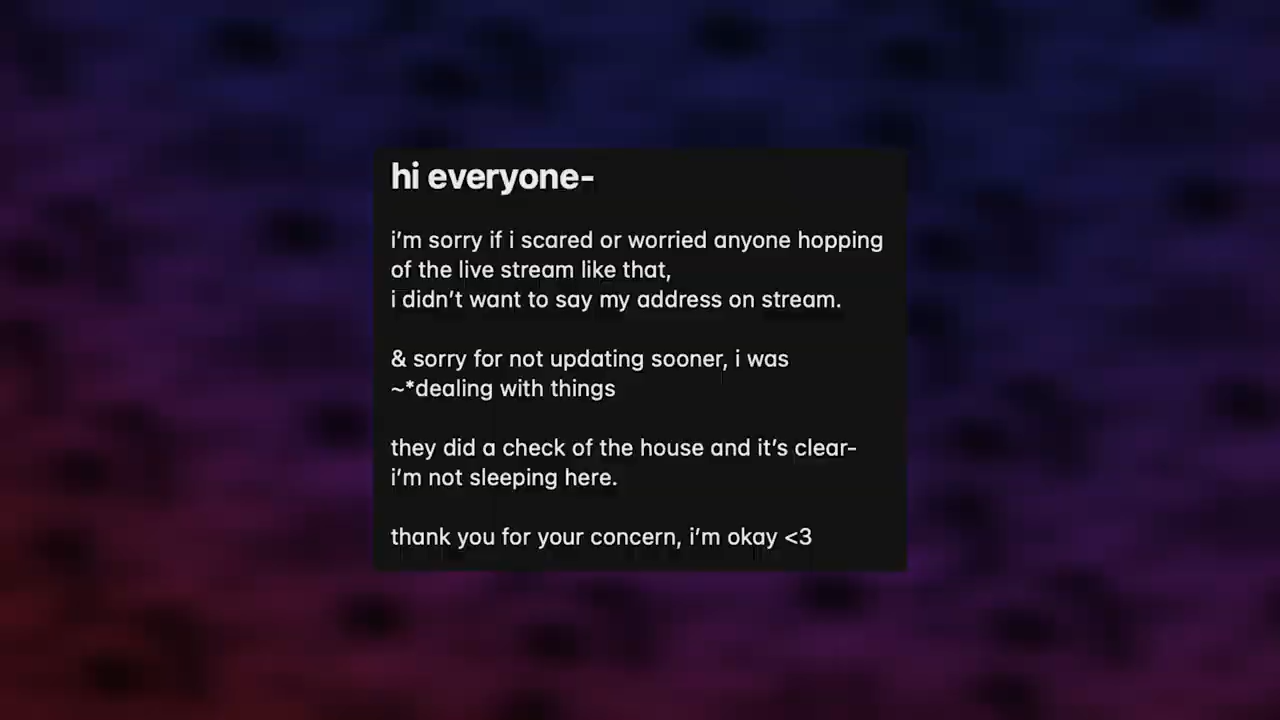 hi everyone-
i'm sorry if i scared or worried anyone hopping
of the live stream like that,
i didn't want to say my address on stream.
& sorry for not updating sooner, i was
~*dealing with things
they did a check of the house and it's clear-
i'm not sleeping here.
thank you for your concern, i'm okay <3